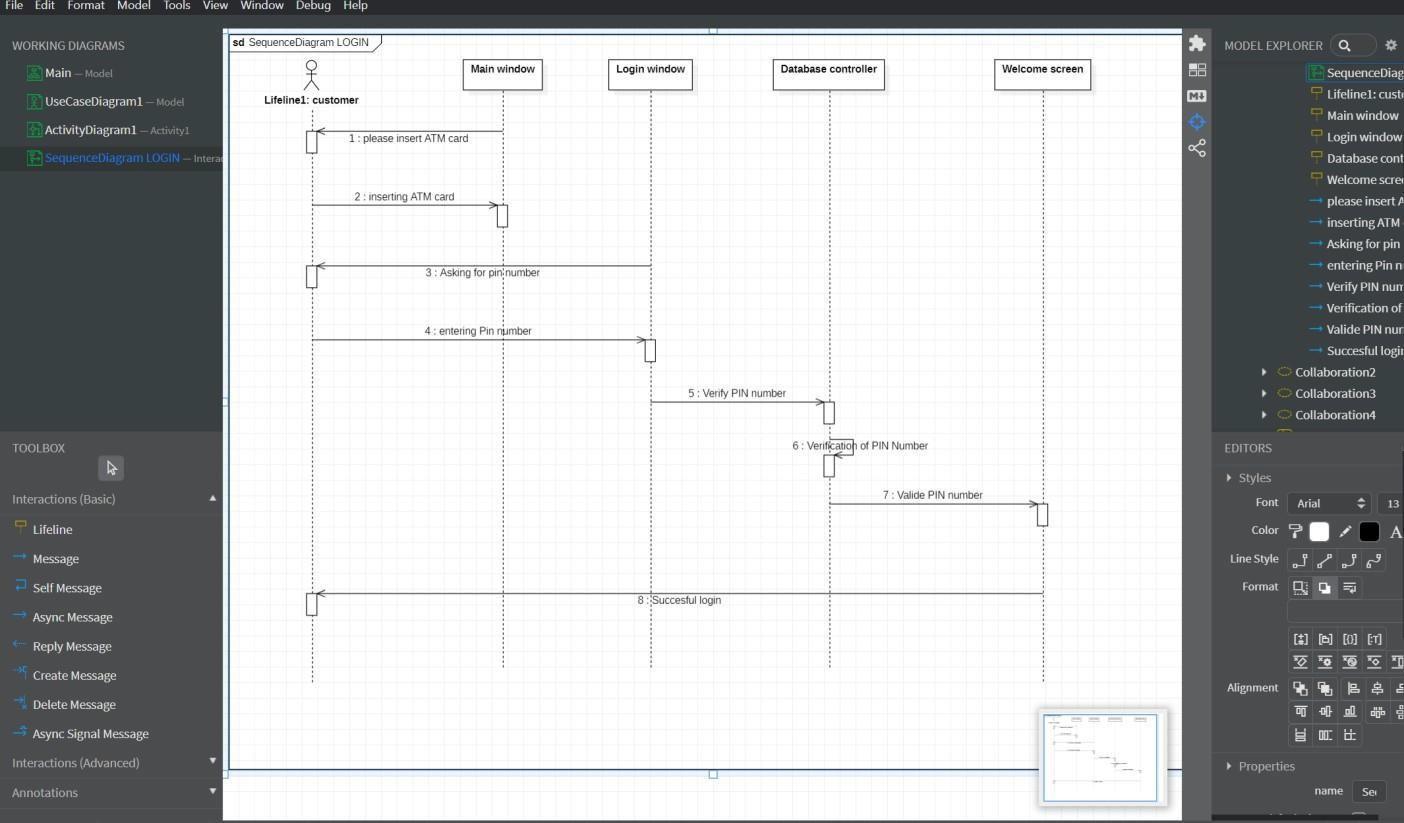 File Edit Format Model Tools View Window Debug Help
WORKING DIAGRAMS
Main — Model
UseCaseDiagram1 — Model
ActivityDiagram1 — Activity1
SequenceDiagram LOGIN — Interac
TOOLBOX
Interactions (Basic)
Lifeline
Message
Self Message
Async Message
Reply Message
Create Message
Delete Message
Async Signal Message
Interactions (Advanced)
Annotations
sd SequenceDiagram LOGIN
Lifeline1: customer
Main window
Login window
Database controller
Welcome screen
1 : please insert ATM card
2 : inserting ATM card
3 : Asking for pin number
4 : entering Pin number
5 : Verify PIN number
6 : Verification of PIN Number
7 : Valide PIN number
8 : Succesful login
MODEL EXPLORER
SequenceDiag
Lifeline1: custo
Main window
Login window
Database cont
Welcome scree
please insert A
inserting ATM
Asking for pin
entering Pin n
Verify PIN num
Verification of
Valide PIN num
Succesful login
Collaboration2
Collaboration3
Collaboration4
EDITORS
Styles
Font Arial 13
Color A
Line Style
Format
Alignment
Properties
name Sec